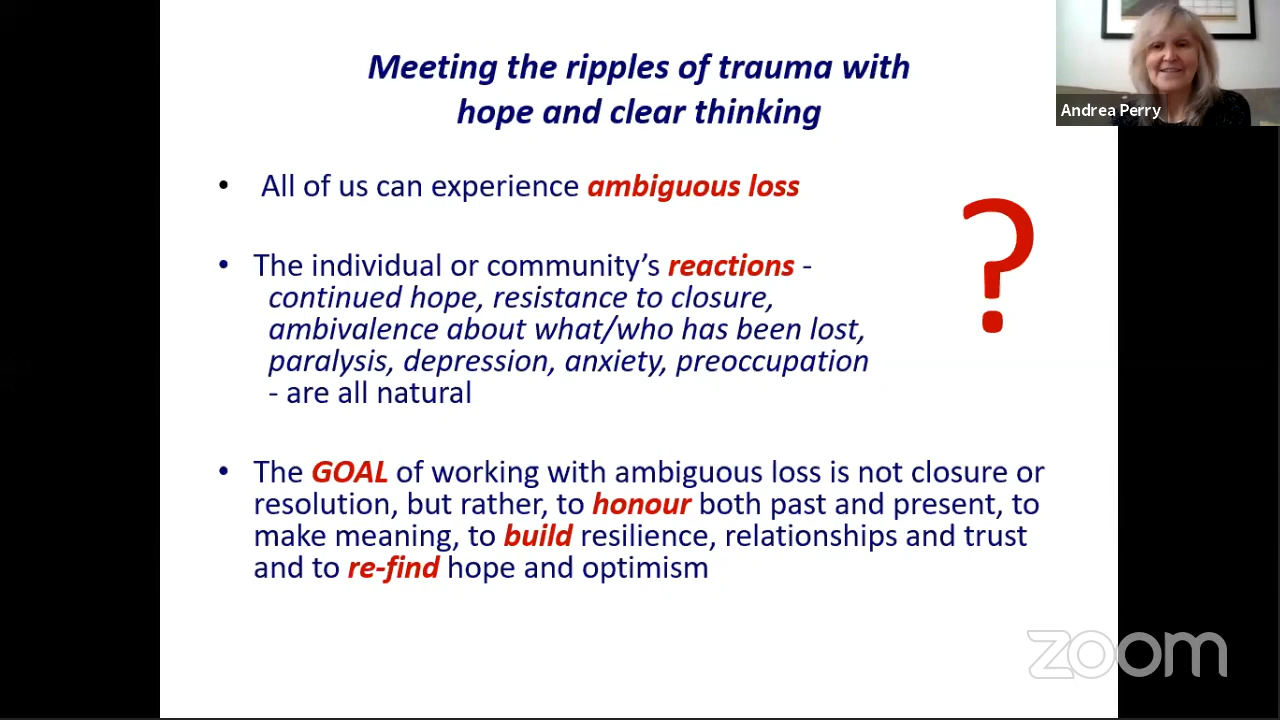 Meeting the ripples of trauma with
hope and clear thinking
Andrea Perry
• All of us can experience ambiguous loss
• The individual or community’s reactions -
continued hope, resistance to closure,
ambivalence about what/who has been lost,
paralysis, depression, anxiety, preoccupation
- are all natural
?
• The GOAL of working with ambiguous loss is not closure or
resolution, but rather, to honour both past and present, to
make meaning, to build resilience, relationships and trust
and to re-find hope and optimism
zoom